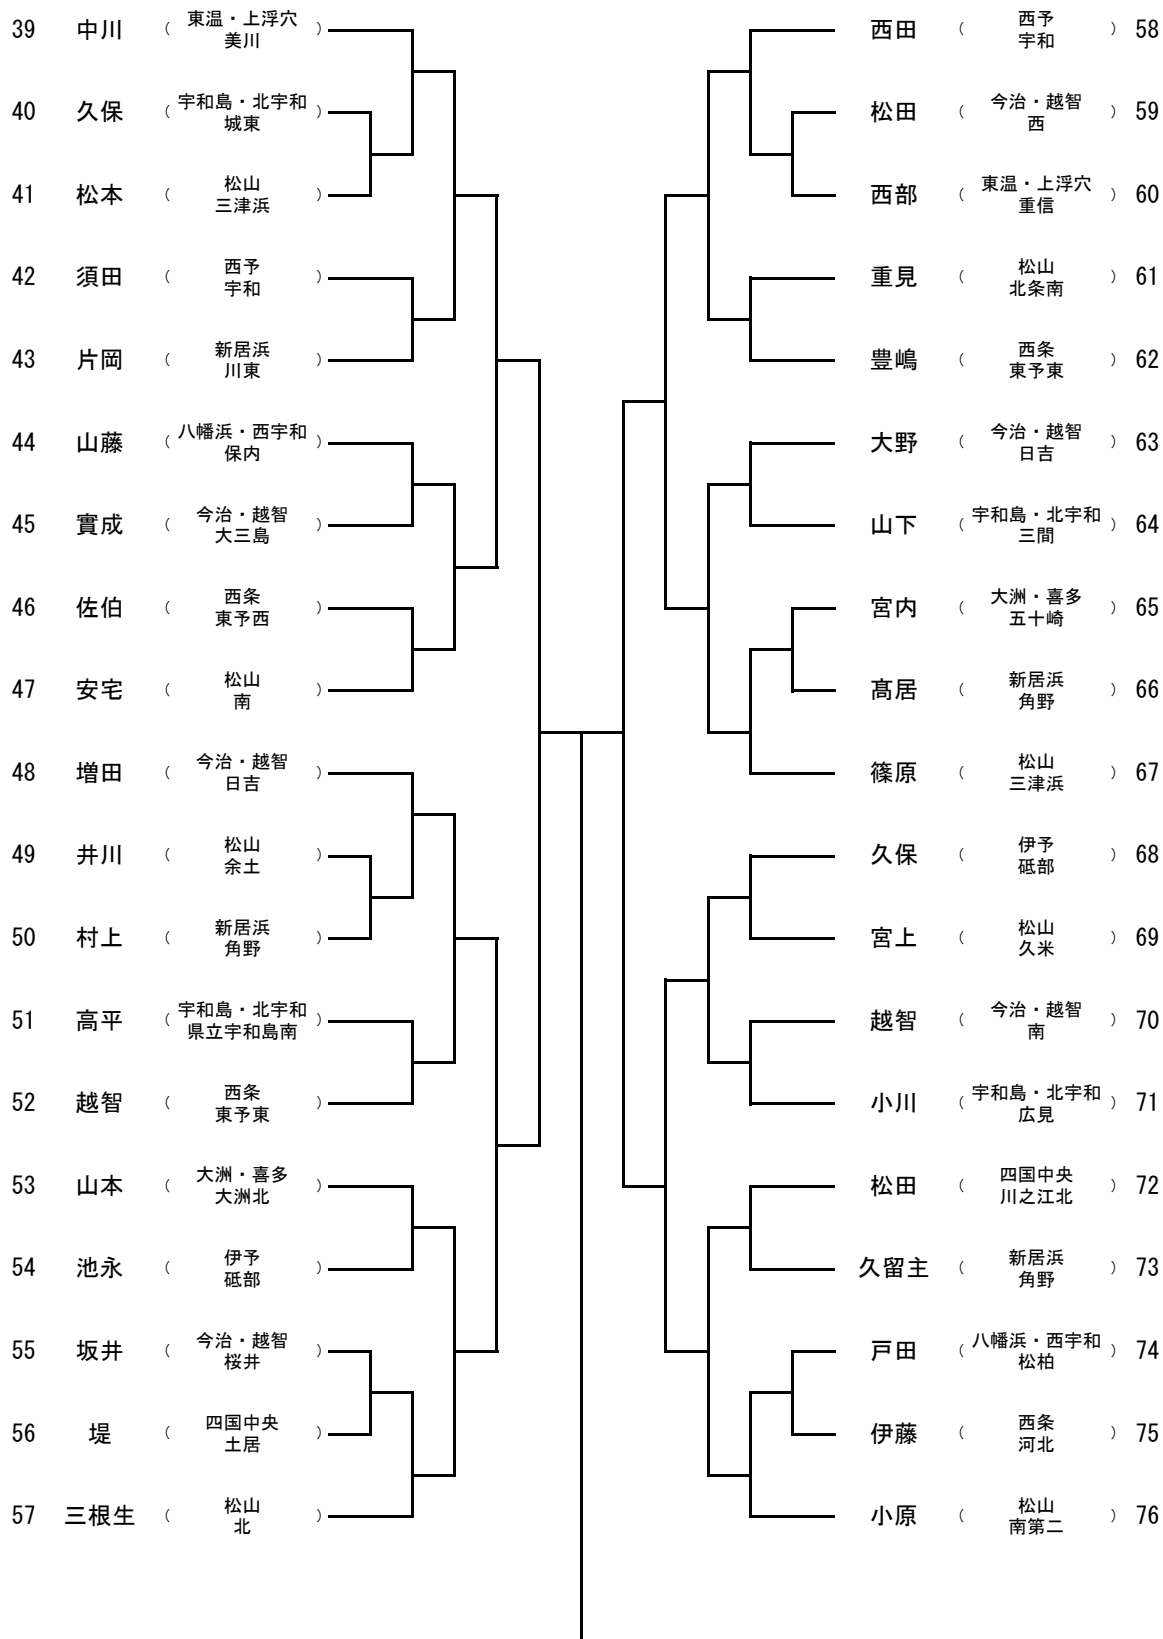 39 中川 ( 東温・上浮穴 )
美川
40 久保 ( 宇和島・北宇和 )
城東
41 松本 ( 松山 )
三津浜
42 須田 ( 西予 )
宇和
43 片岡 ( 新居浜 )
川東
44 山藤 ( 八幡浜・西宇和 )
保内
45 實成 ( 今治・越智 )
大三島
46 佐伯 ( 西条 )
東予西
47 安宅 ( 松山 )
南
48 増田 ( 今治・越智 )
日吉
49 井川 ( 松山 )
余土
50 村上 ( 新居浜 )
角野
51 高平 ( 宇和島・北宇和 )
県立宇和島南
52 越智 ( 西条 )
東予東
53 山本 ( 大洲・喜多 )
大洲北
54 池永 ( 伊予 )
砥部
55 坂井 ( 今治・越智 )
桜井
56 堤 ( 四国中央 )
土居
57 三根生 ( 松山 )
北
西田 ( 西予 ) 58
宇和
松田 ( 今治・越智 ) 59
西
西部 ( 東温・上浮穴 ) 60
重信
重見 ( 松山 ) 61
北条南
豊嶋 ( 西条 ) 62
東予東
大野 ( 今治・越智 ) 63
日吉
山下 ( 宇和島・北宇和 ) 64
三間
宮内 ( 大洲・喜多 ) 65
五十崎
髙居 ( 新居浜 ) 66
角野
篠原 ( 松山 ) 67
三津浜
久保 ( 伊予 ) 68
砥部
宮上 ( 松山 ) 69
久米
越智 ( 今治・越智 ) 70
南
小川 ( 宇和島・北宇和 ) 71
広見
松田 ( 四国中央 ) 72
川之江北
久留主 ( 新居浜 ) 73
角野
戸田 ( 八幡浜・西宇和 ) 74
松柏
伊藤 ( 西条 ) 75
河北
小原 ( 松山 ) 76
南第二